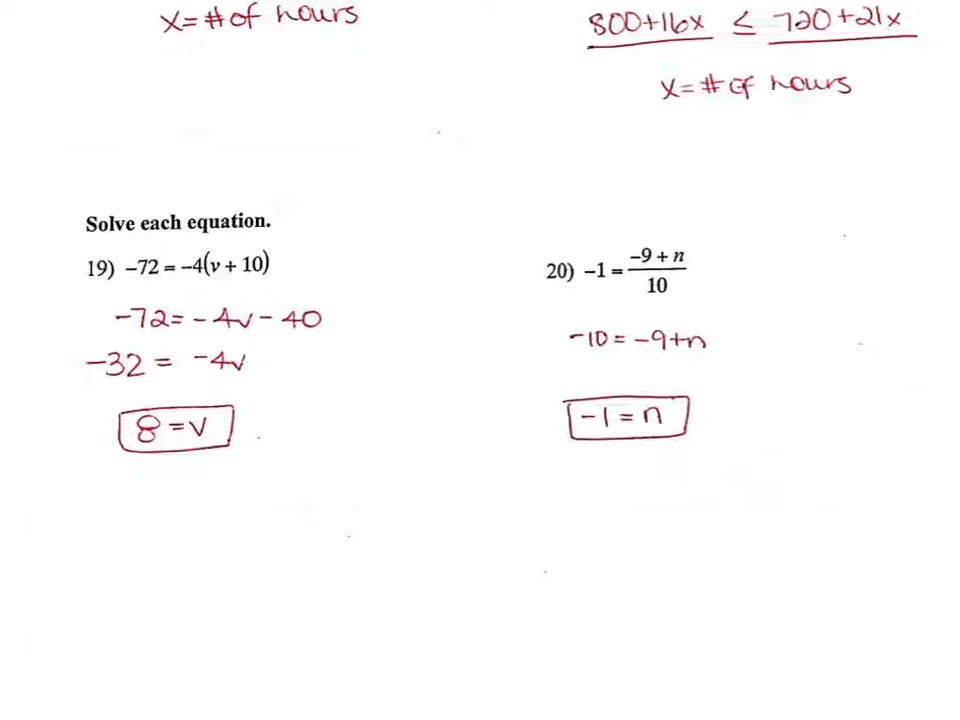 x = # of hours
800+16x ≤ 720+21x
x = # of hours
Solve each equation.
19) −72 = −4(v + 10)
-72 = -4v - 40
-32 = -4v
8 = v
20) −1 = (−9 + n)/10
-10 = -9+n
-1 = n